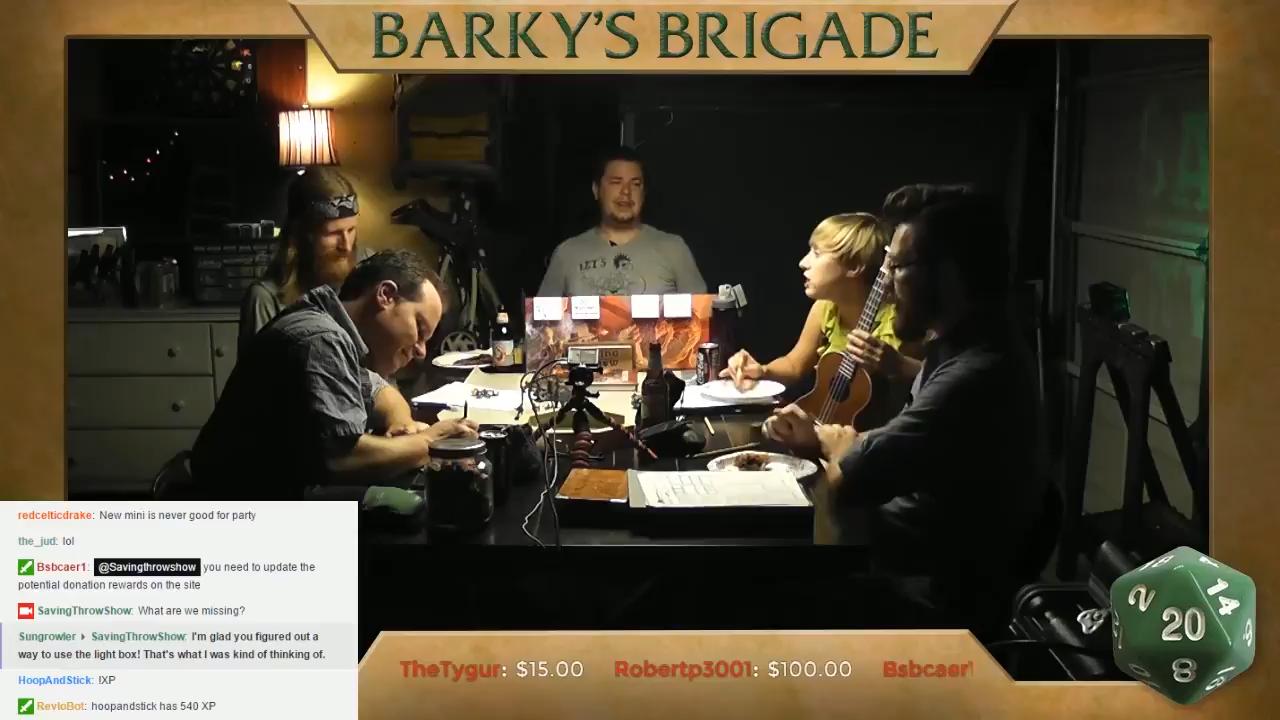 BARKY'S BRIGADE
LET'S
redcelticdrake: New mini is never good for party
the_jud: lol
Bsbcaer1: @Savingthrowshow you need to update the
potential donation rewards on the site
SavingThrowShow: What are we missing?
Sungrowler ▸ SavingThrowShow: I'm glad you figured out a
way to use the light box! That's what I was kind of thinking of.
HoopAndStick: !XP
RevloBot: hoopandstick has 540 XP
TheTygur: $15.00 Robertp3001: $100.00 Bsbcaer1
2
14
20
8